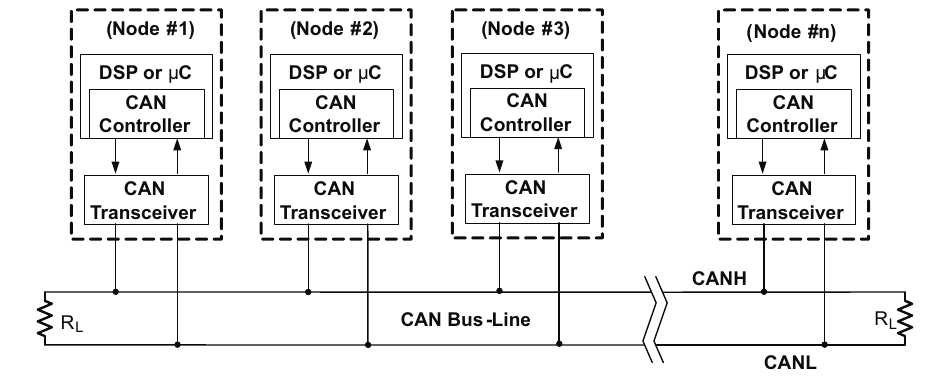 (Node #1)
DSP or µC
CAN
Controller
CAN
Transceiver
(Node #2)
DSP or µC
CAN
Controller
CAN
Transceiver
(Node #3)
DSP or µC
CAN
Controller
CAN
Transceiver
(Node #n)
DSP or µC
CAN
Controller
CAN
Transceiver
CANH
RL
CAN Bus-Line
RL
CANL